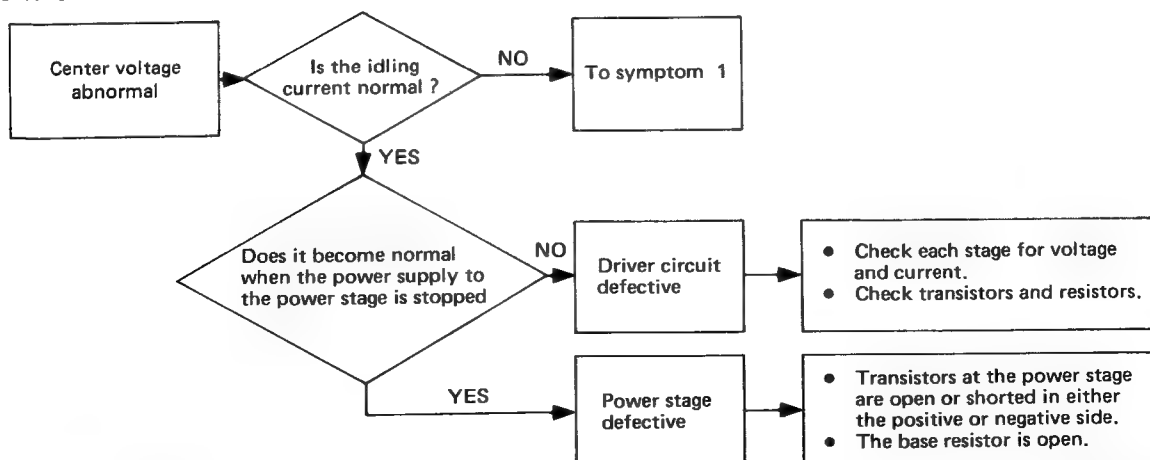 Center voltage
abnormal
Is the idling
current normal ?
NO
To symptom 1
YES
Does it become normal
when the power supply to
the power stage is stopped
NO
Driver circuit
defective
● Check each stage for voltage
and current.
● Check transistors and resistors.
YES
Power stage
defective
● Transistors at the power stage
are open or shorted in either
the positive or negative side.
● The base resistor is open.